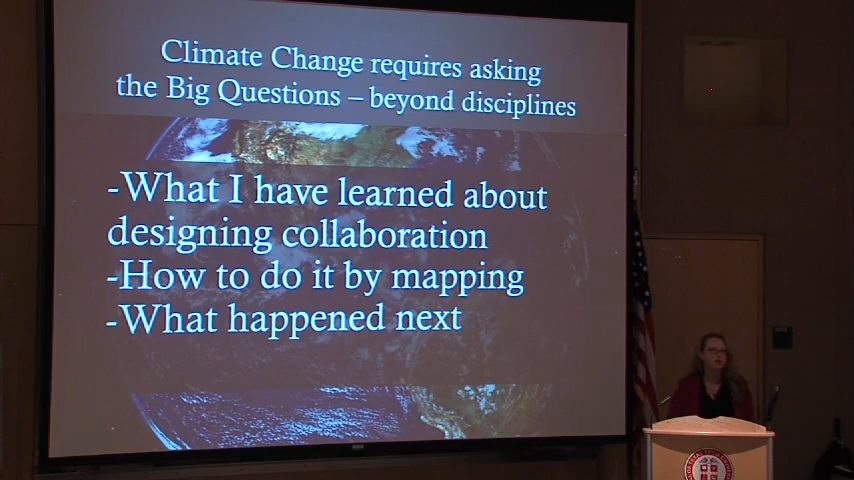 Climate Change requires asking
the Big Questions – beyond disciplines
-What I have learned about
designing collaboration
-How to do it by mapping
-What happened next